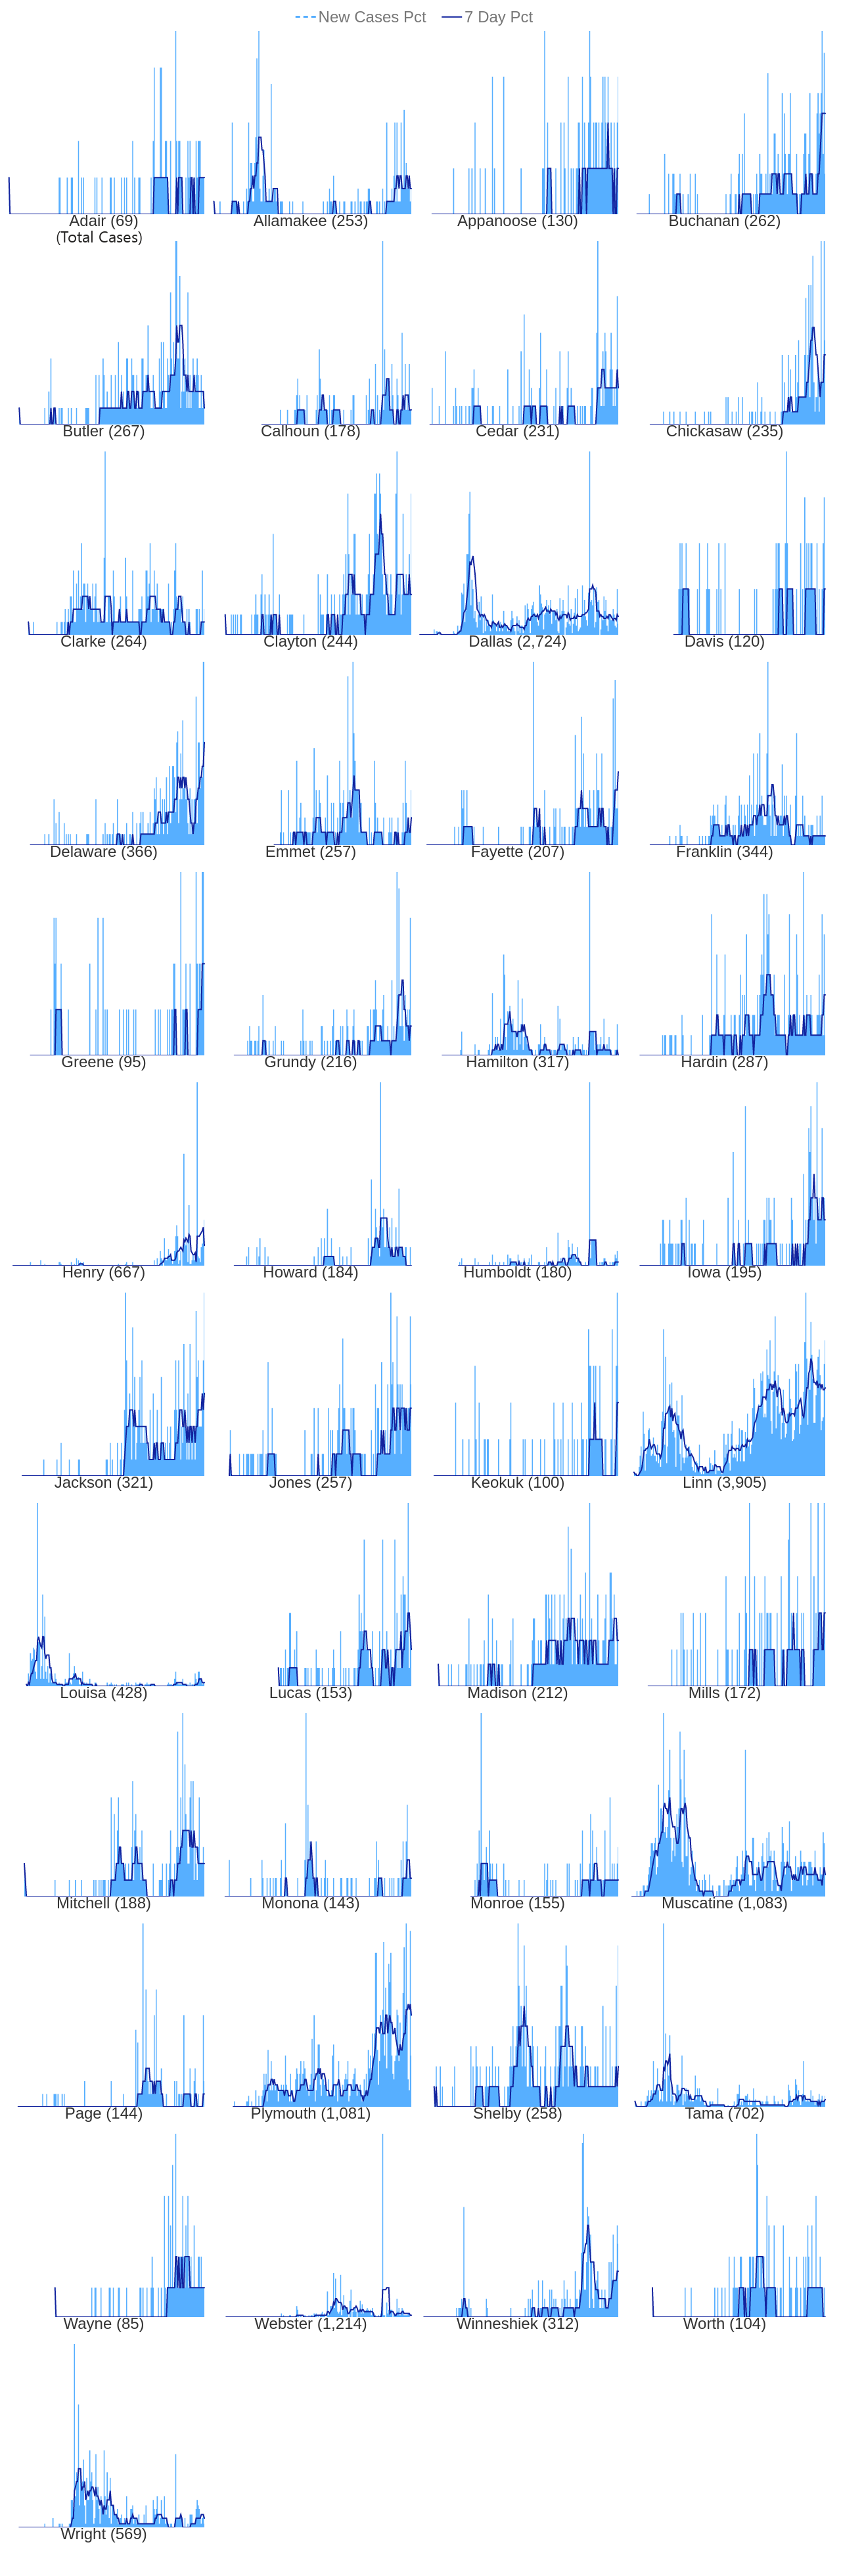 New Cases Pct 7 Day Pct
Adair (69) Allamakee (253) Appanoose (130) Buchanan (262)
(Total Cases)
Butler (267) Calhoun (178) Cedar (231) Chickasaw (235)
Clarke (264) Clayton (244) Dallas (2,724) Davis (120)
Delaware (366) Emmet (257) Fayette (207) Franklin (344)
Greene (95) Grundy (216) Hamilton (317) Hardin (287)
Henry (667) Howard (184) Humboldt (180) Iowa (195)
Jackson (321) Jones (257) Keokuk (100) Linn (3,905)
Louisa (428) Lucas (153) Madison (212) Mills (172)
Mitchell (188) Monona (143) Monroe (155) Muscatine (1,083)
Page (144) Plymouth (1,081) Shelby (258) Tama (702)
Wayne (85) Webster (1,214) Winneshiek (312) Worth (104)
Wright (569)